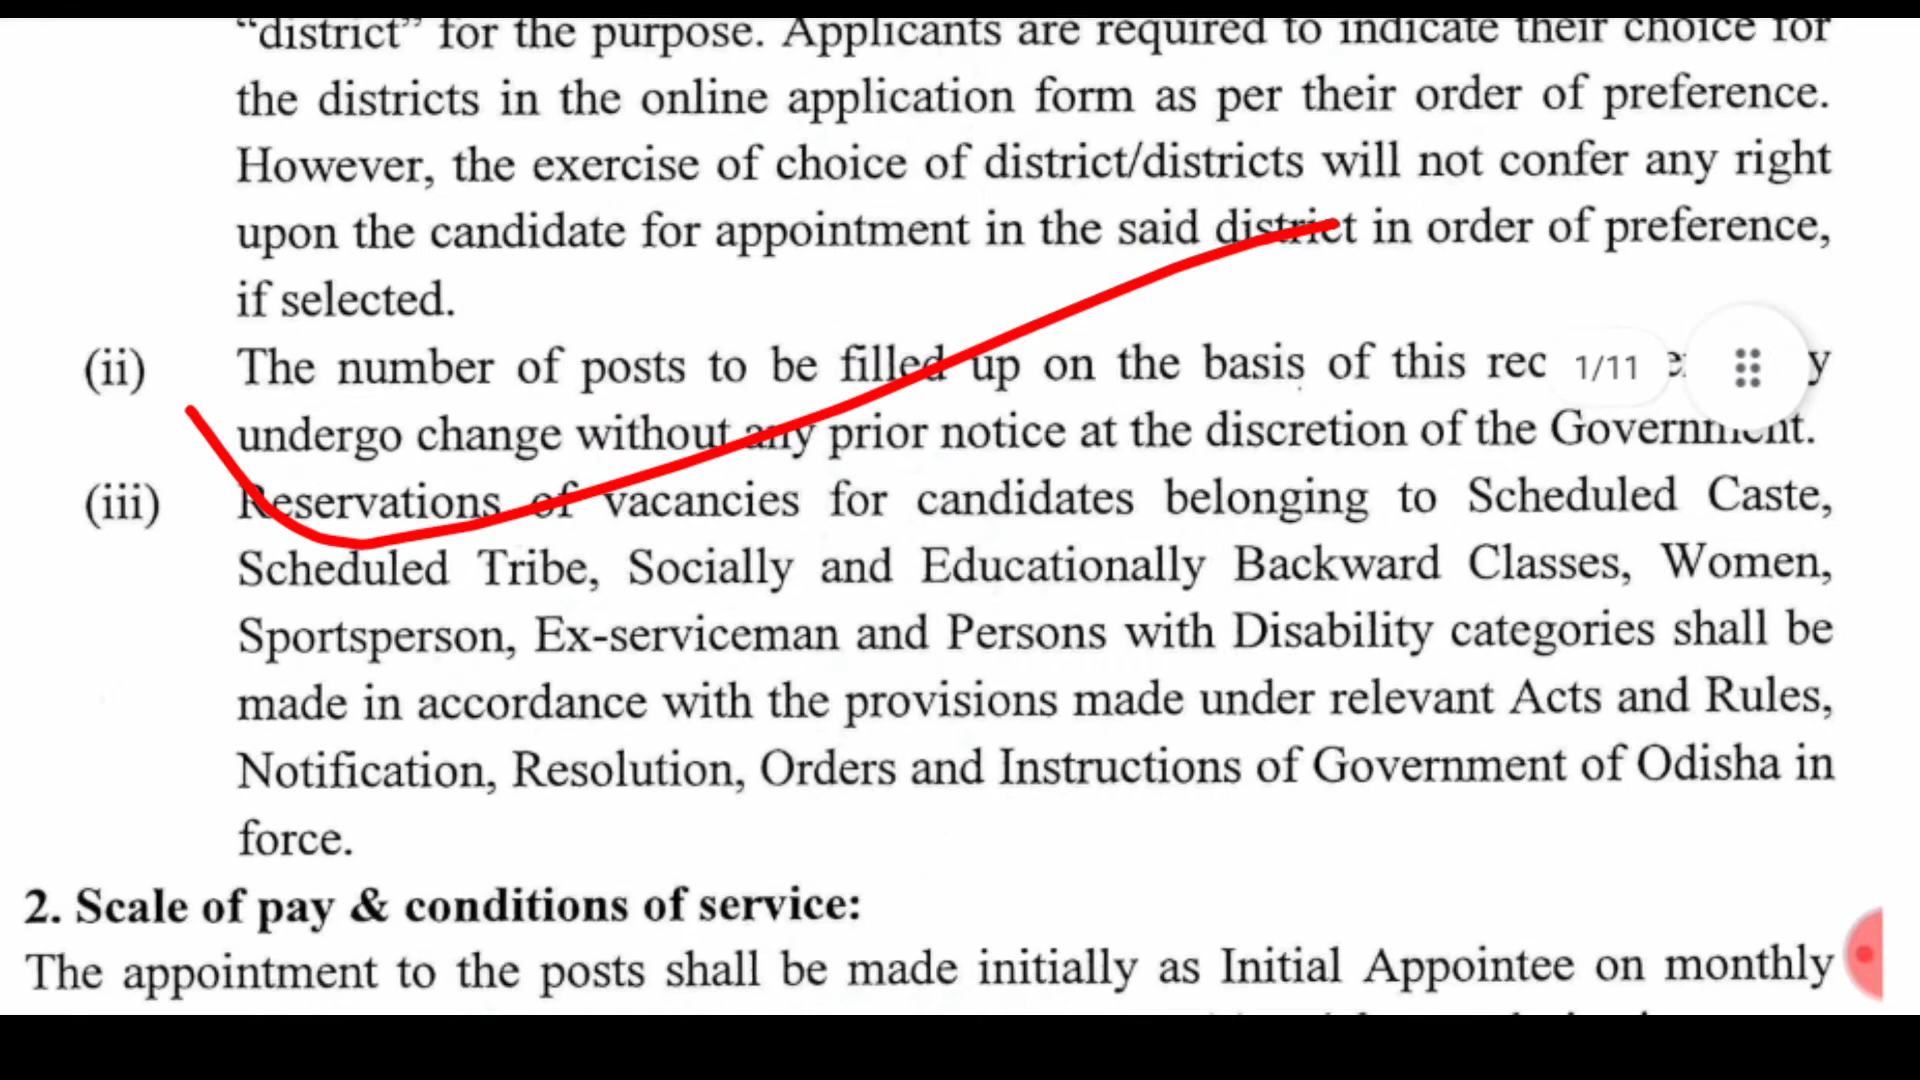 “district” for the purpose. Applicants are required to indicate their choice for
the districts in the online application form as per their order of preference.
However, the exercise of choice of district/districts will not confer any right
upon the candidate for appointment in the said district in order of preference,
if selected.
(ii) The number of posts to be filled up on the basis of this rec 1/11 y
undergo change without any prior notice at the discretion of the Government.
(iii) Reservations of vacancies for candidates belonging to Scheduled Caste,
Scheduled Tribe, Socially and Educationally Backward Classes, Women,
Sportsperson, Ex-serviceman and Persons with Disability categories shall be
made in accordance with the provisions made under relevant Acts and Rules,
Notification, Resolution, Orders and Instructions of Government of Odisha in
force.
2. Scale of pay & conditions of service:
The appointment to the posts shall be made initially as Initial Appointee on monthly